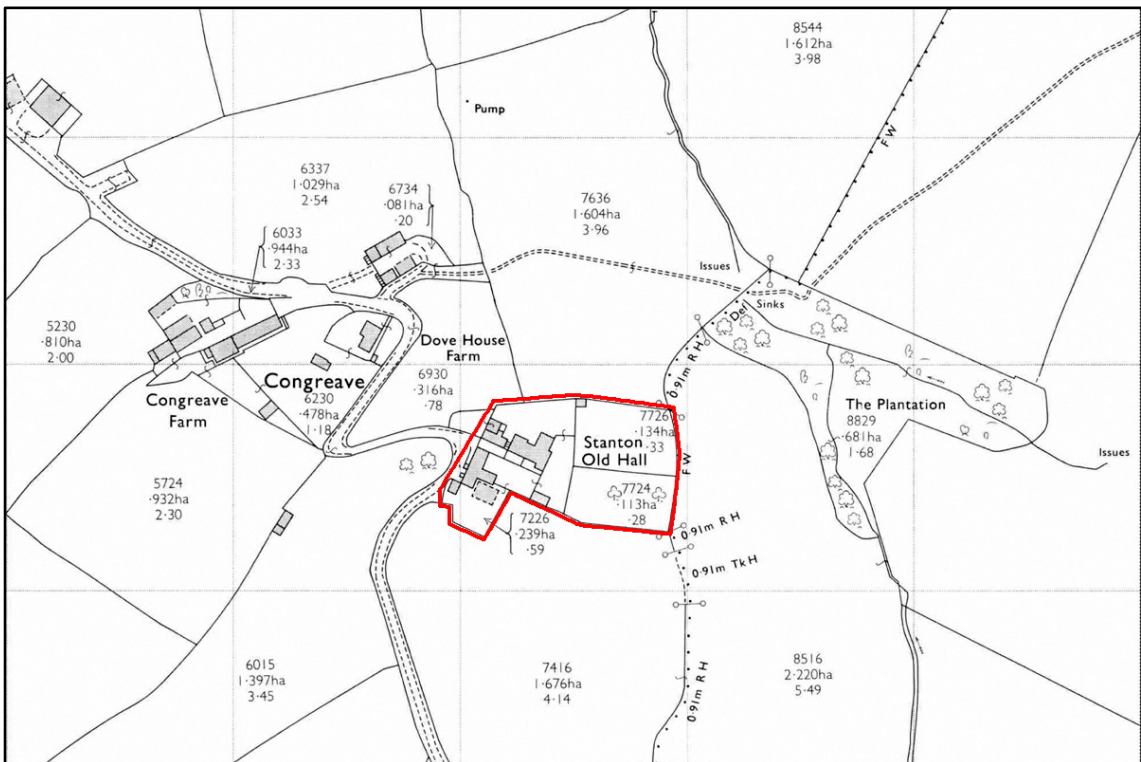 T
8544
1·612ha
3·98
Pump
FW
6337
1·029ha
2·54
6734
·081ha
·20
7636
1·604ha
3·96
6033
·944ha
2·33
Issues
Sinks
Def
5230
·810ha
2·00
Dove House
Farm
0·91m RH
Congreave
6930
·316ha
·78
Congreave
Farm
6230
·478ha
1·18
7726
·134ha
·33
The Plantation
8829
·681ha
1·68
Stanton
Old Hall
FW
Issues
5724
·932ha
2·30
7724
·113ha
·28
7226
·239ha
·59
0·91m RH
0·91m TkH
6015
1·397ha
3·45
7416
1·676ha
4·14
8516
2·220ha
5·49
0·91m RH